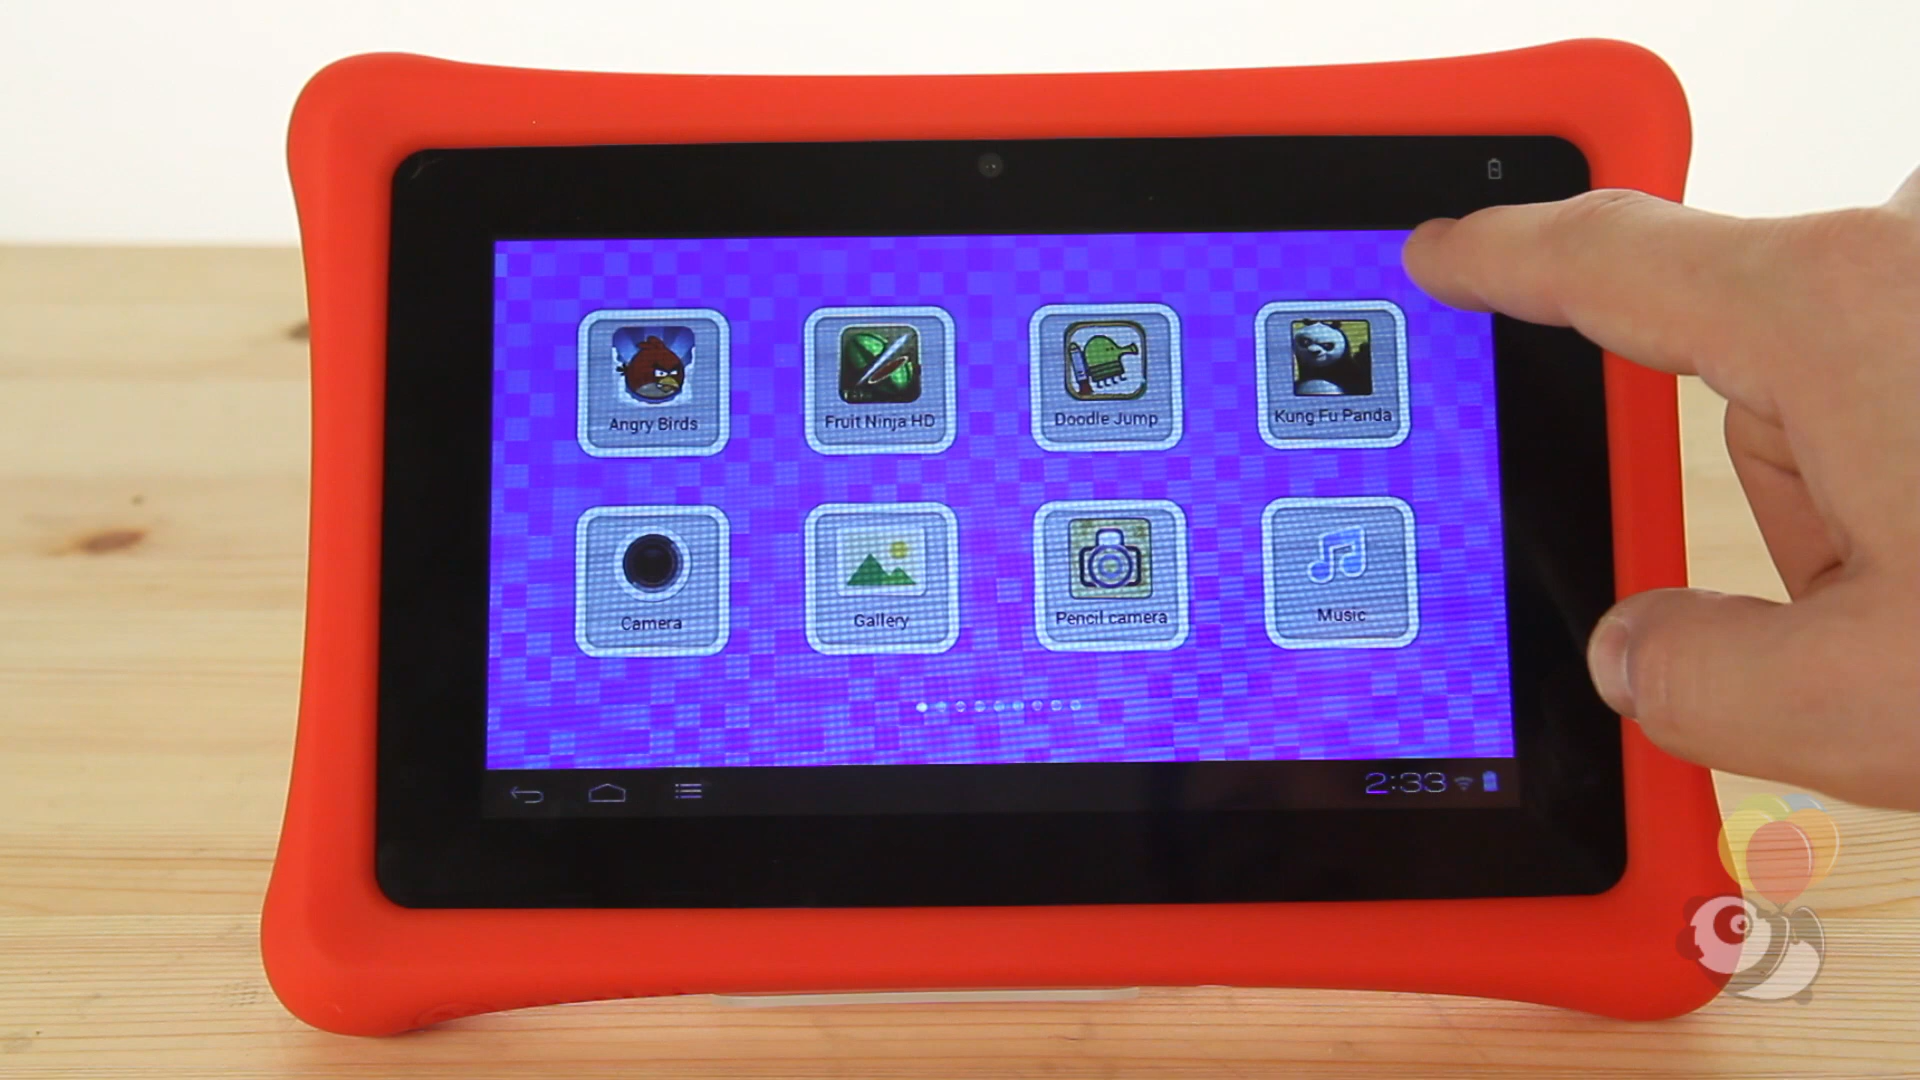 Angry Birds
Fruit Ninja HD
Doodle Jump
Kung Fu Panda
Camera
Gallery
Pencil camera
Music
2:33